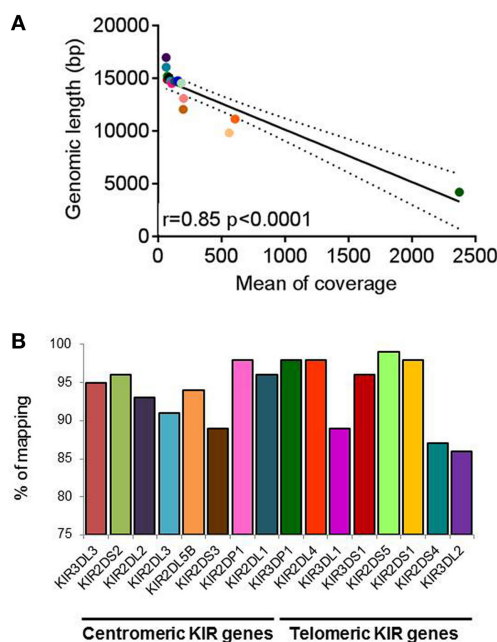 A
Genomic length (bp)
20000
15000
10000
5000
0
r=0.85 p<0.0001
0 500 1000 1500 2000 2500
Mean of coverage
B
% of mapping
100
95
90
85
80
75
KIR3DL3 KIR2DS2 KIR2DL2 KIR2DL3 KIR2DL5B KIR2DS3 KIR2DP1 KIR2DL1 KIR3DP1 KIR2DL4 KIR3DL1 KIR3DS1 KIR2DS5 KIR2DS1 KIR2DS4 KIR3DL2
Centromeric KIR genes Telomeric KIR genes